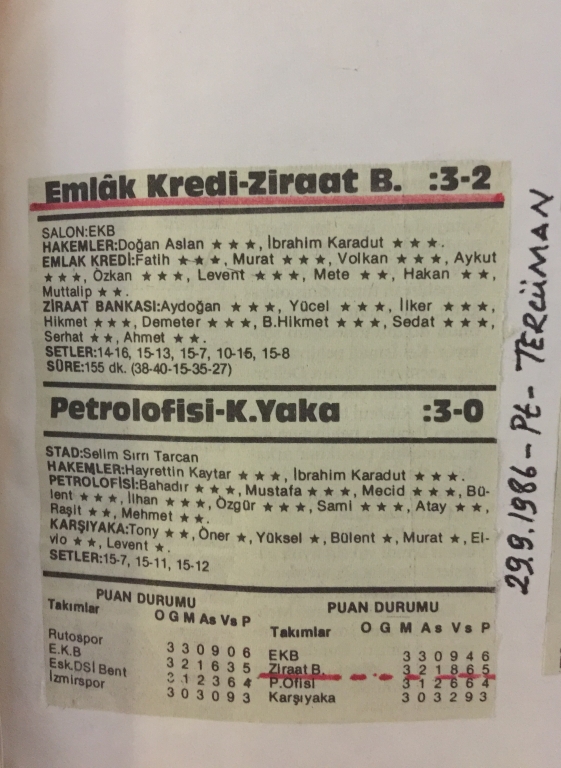 Emlâk Kredi-Ziraat B. :3-2
SALON:EKB
HAKEMLER:Doğan Aslan ★ ★ ★, İbrahim Karadut ★ ★ ★.
EMLAK KREDİ:Fatih ★ ★ ★, Murat ★ ★ ★, Volkan ★ ★ ★, Aykut
★ ★ ★, Özkan ★ ★ ★, Levent ★ ★ ★, Mete ★ ★, Hakan ★ ★,
Muttalip ★ ★.
ZİRAAT BANKASI:Aydoğan ★ ★ ★, Yücel ★ ★ ★, İlker ★ ★ ★,
Hikmet ★ ★ ★, Demeter ★ ★ ★, B.Hikmet ★ ★ ★, Sedat ★ ★ ★,
Serhat ★ ★, Ahmet ★ ★.
SETLER:14-16, 15-13, 15-7, 10-15, 15-8
SÜRE:155 dk. (38-40-15-35-27)
Petrolofisi-K.Yaka :3-0
STAD:Selim Sırrı Tarcan
HAKEMLER:Hayrettin Kaytar ★ ★ ★, İbrahim Karadut ★ ★ ★.
PETROLOFİSİ:Bahadır ★ ★ ★, Mustafa ★ ★ ★, Mecid ★ ★ ★, Bü-
lent ★ ★ ★, İlhan ★ ★ ★, Özgür ★ ★ ★, Sami ★ ★ ★, Atay ★ ★,
Raşit ★ ★, Mehmet ★ ★.
KARŞIYAKA:Tony ★ ★, Öner ★, Yüksel ★, Bülent ★, Murat ★, El-
vio ★ ★, Levent ★.
SETLER:15-7, 15-11, 15-12
PUAN DURUMU
Takımlar O G M As Vs P
Rutospor 3 3 0 9 0 6
E.K.B 3 2 1 6 3 5
Esk.DSİ Bent 3 1 2 3 6 4
İzmirspor 3 0 3 0 9 3
PUAN DURUMU
Takımlar O G M As Vs P
EKB 3 3 0 9 4 6
Ziraat B. 3 2 1 8 6 5
P.Ofisi 3 1 2 6 6 4
Karşıyaka 3 0 3 2 9 3
29.9.1986-Pt-TERCÜMAN